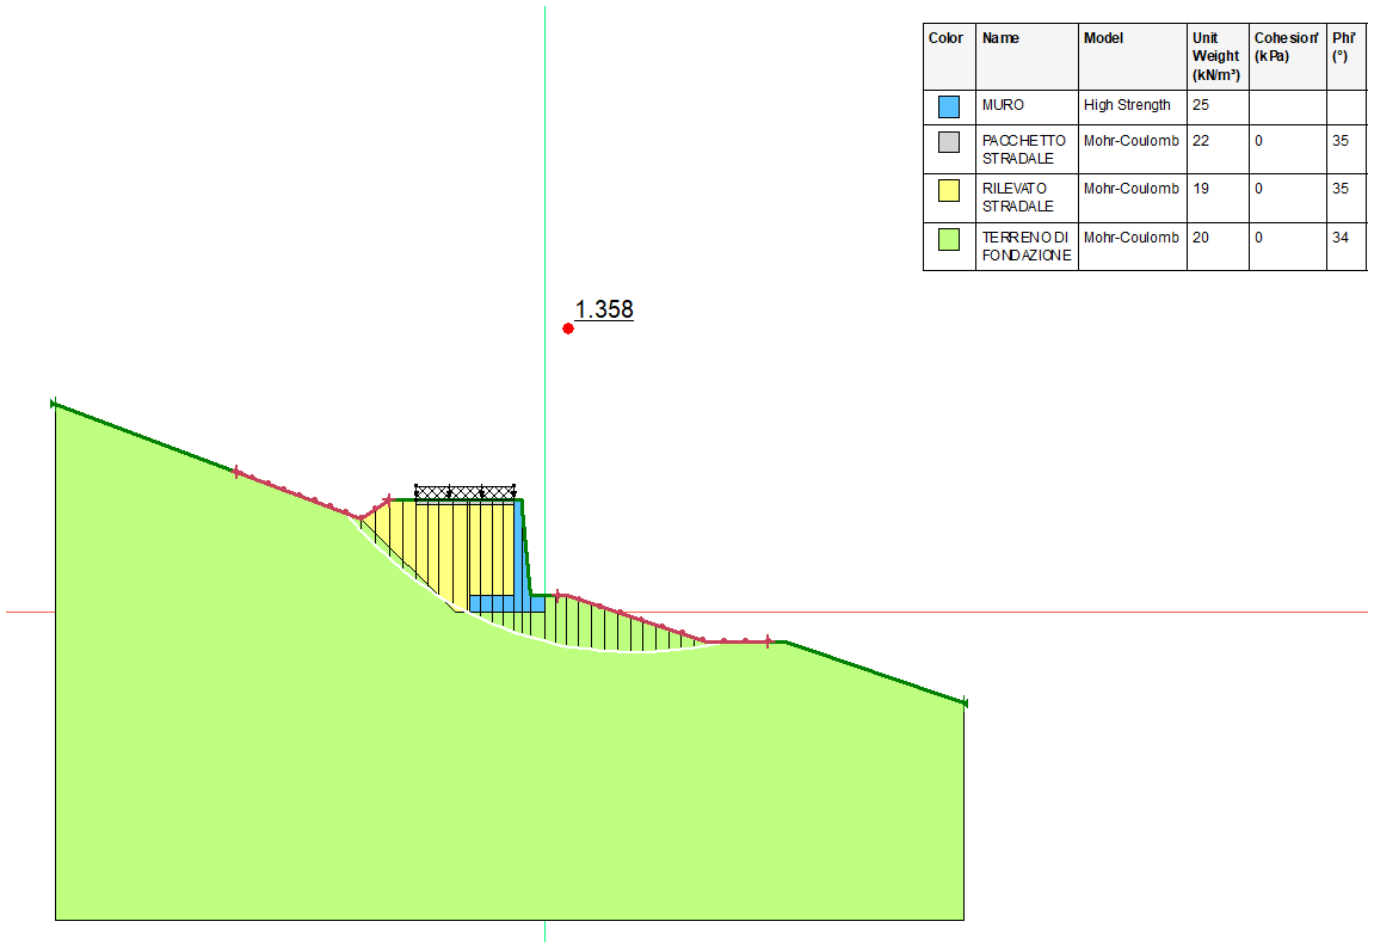 Color Name Model Unit Weight (kN/m³) Cohesion' (kPa) Phi' (°)
MURO High Strength 25
PACCHETTO STRADALE Mohr-Coulomb 22 0 35
RILEVATO STRADALE Mohr-Coulomb 19 0 35
TERRENO DI FONDAZIONE Mohr-Coulomb 20 0 34
1.358